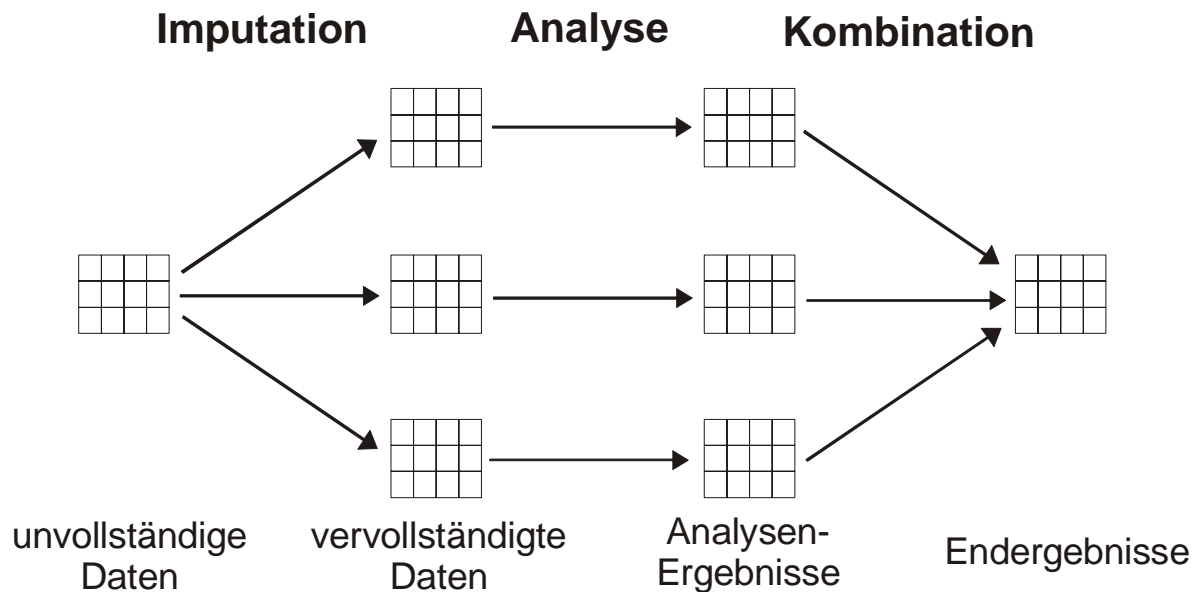 Imputation Analyse Kombination
unvollständige
Daten
vervollständigte
Daten
Analysen-
Ergebnisse
Endergebnisse